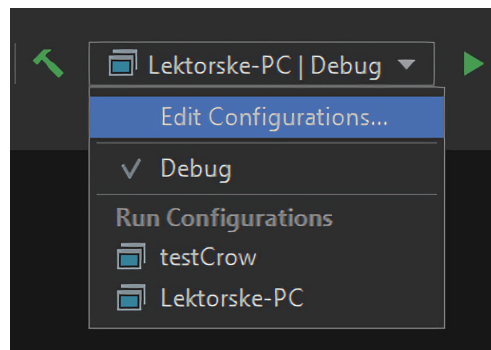 Lektorske-PC | Debug
Edit Configurations...
Debug
Run Configurations
testCrow
Lektorske-PC